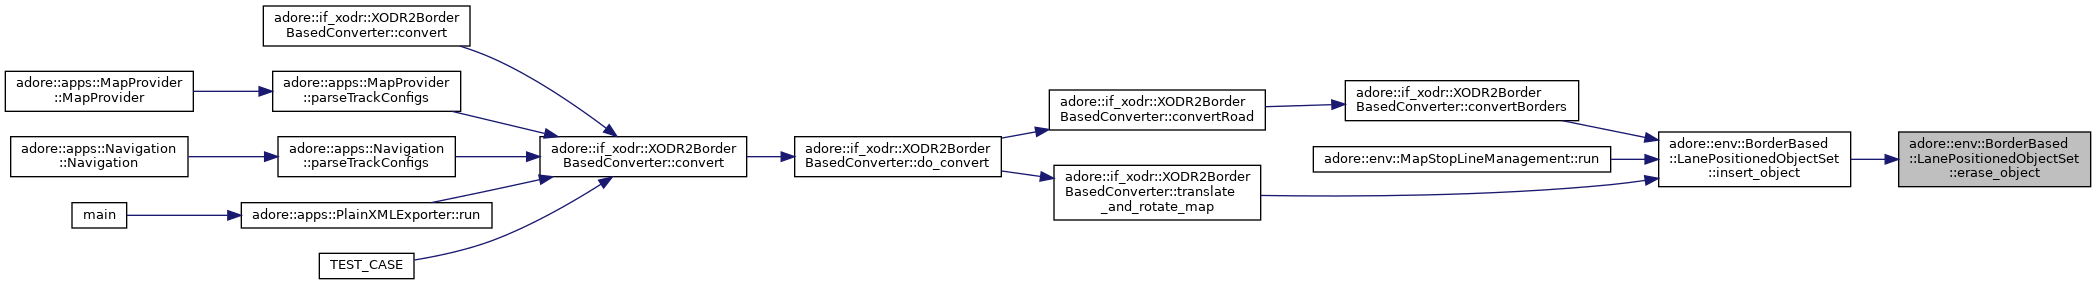 adore::if_xodr::XODR2Border
BasedConverter::convert
adore::apps::MapProvider
::MapProvider
adore::apps::MapProvider
::parseTrackConfigs
adore::apps::Navigation
::Navigation
adore::apps::Navigation
::parseTrackConfigs
main
adore::apps::PlainXMLExporter::run
TEST_CASE
adore::if_xodr::XODR2Border
BasedConverter::convert
adore::if_xodr::XODR2Border
BasedConverter::do_convert
adore::if_xodr::XODR2Border
BasedConverter::convertRoad
adore::if_xodr::XODR2Border
BasedConverter::translate
_and_rotate_map
adore::if_xodr::XODR2Border
BasedConverter::convertBorders
adore::env::MapStopLineManagement::run
adore::env::BorderBased
::LanePositionedObjectSet
::insert_object
adore::env::BorderBased
::LanePositionedObjectSet
::erase_object